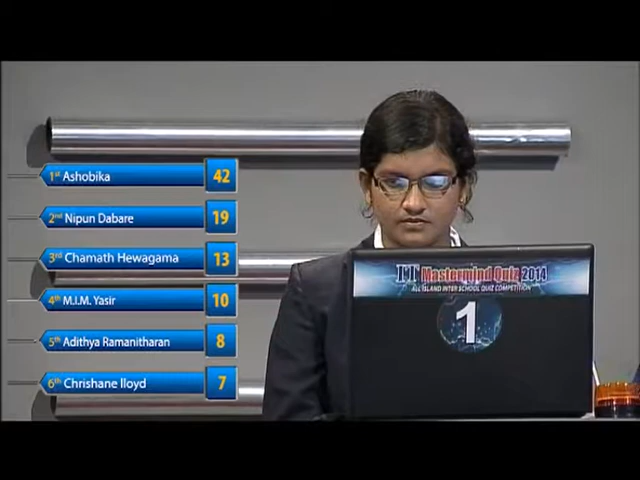 1st Ashobika 42
2nd Nipun Dabare 19
3rd Chamath Hewagama 13
4th M.I.M. Yasir 10
5th Adithya Ramanitharan 8
6th Chrishane lloyd 7
IT Mastermind Quiz 2014
ALL ISLAND INTER SCHOOL QUIZ COMPETITION
1